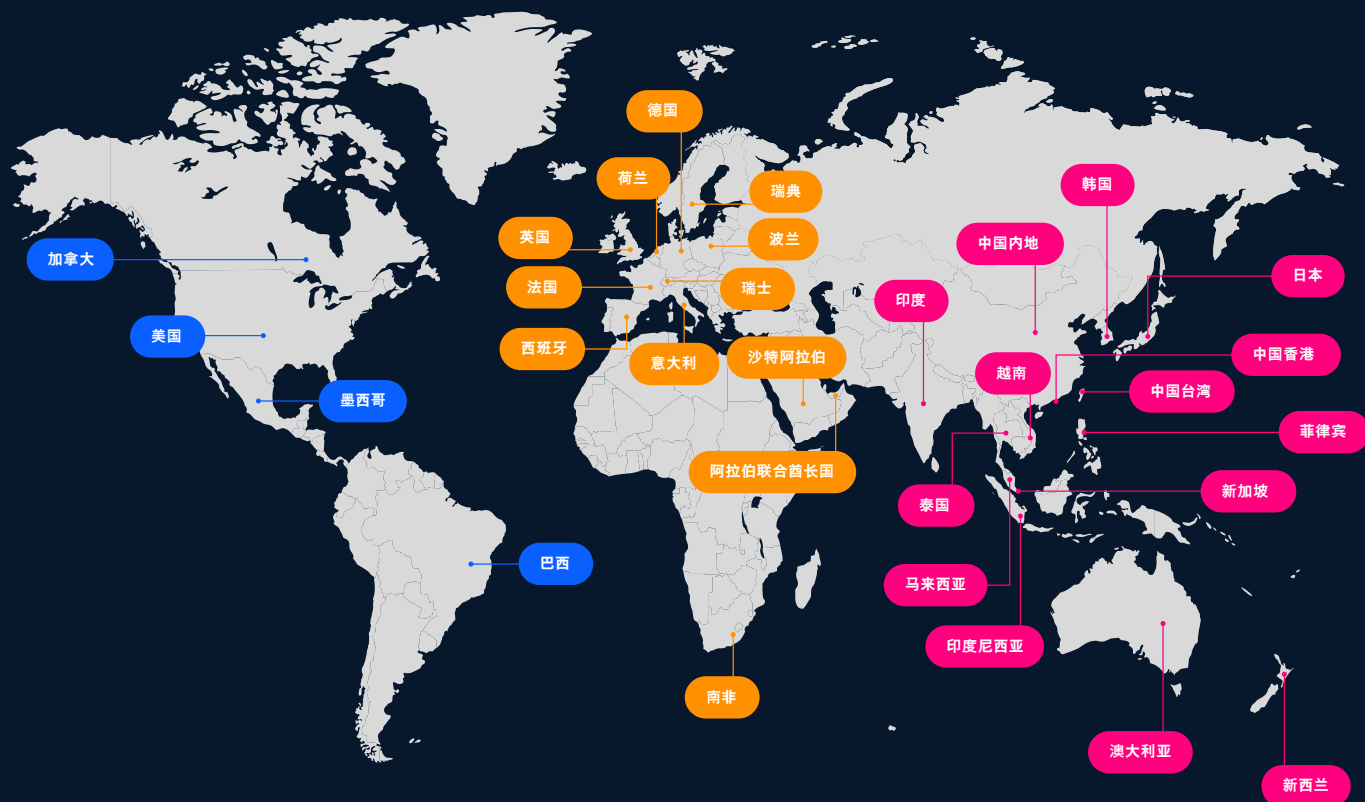 德国
荷兰
瑞典
韩国
英国
波兰
中国内地
加拿大
日本
法国
瑞士
印度
美国
西班牙
意大利
沙特阿拉伯
中国香港
越南
中国台湾
墨西哥
菲律宾
阿拉伯联合酋长国
新加坡
泰国
巴西
马来西亚
印度尼西亚
南非
澳大利亚
新西兰